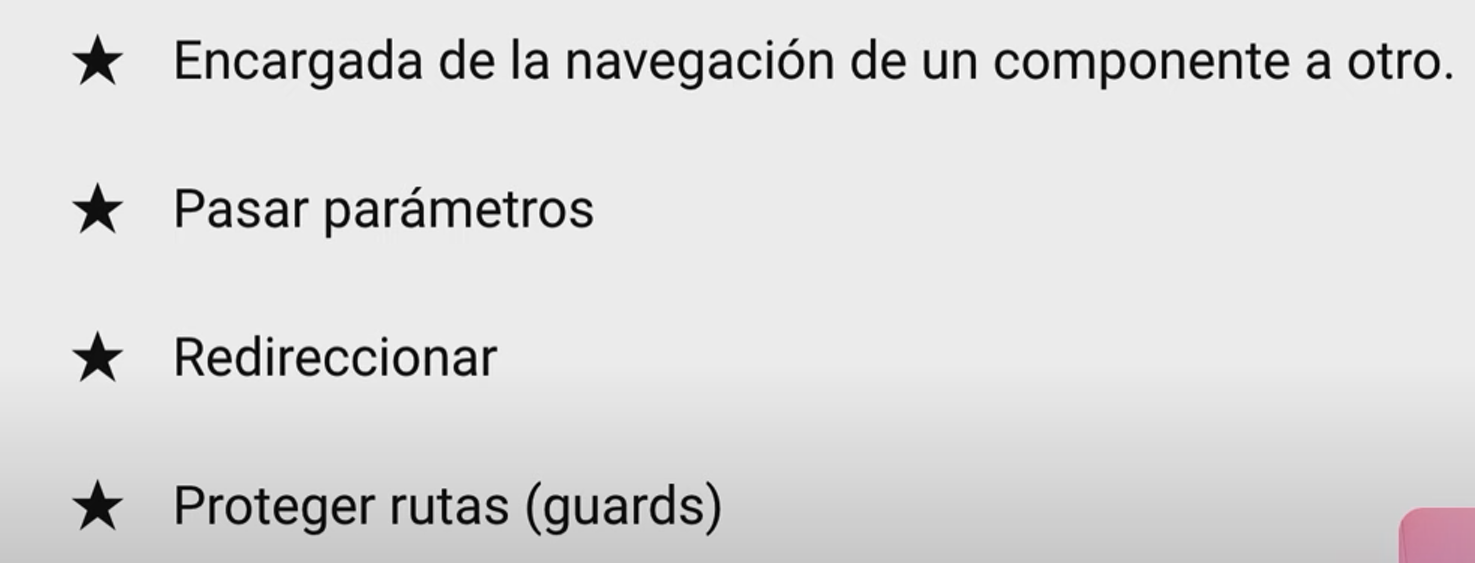 ★ Encargada de la navegación de un componente a otro.
★ Pasar parámetros
★ Redireccionar
★ Proteger rutas (guards)